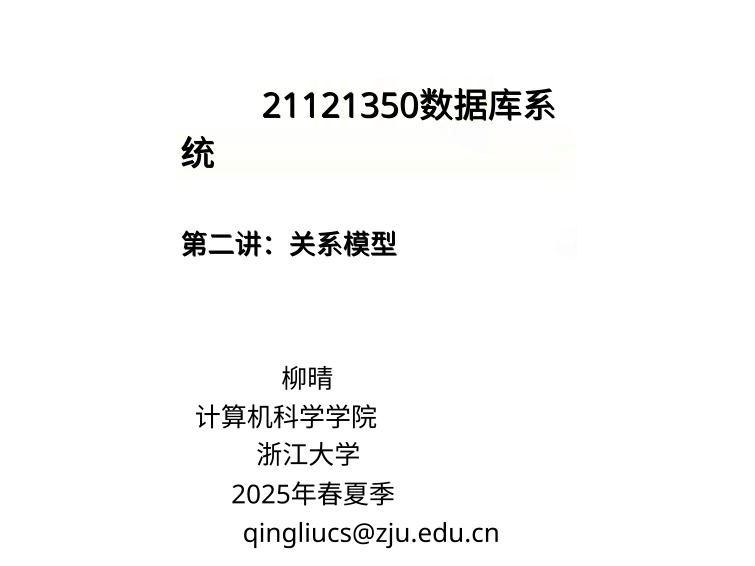 21121350数据库系
统
第二讲：关系模型
柳晴
计算机科学学院
浙江大学
2025年春夏季
qingliucs@zju.edu.cn